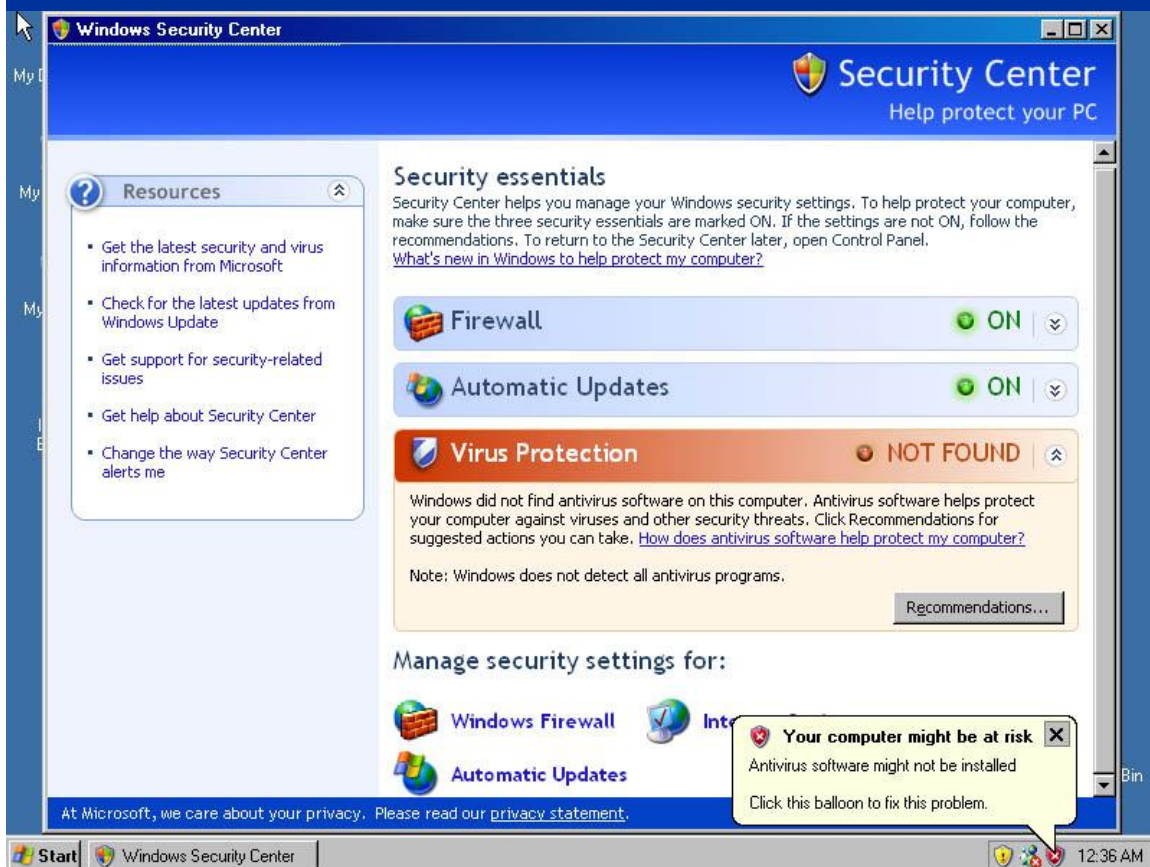 Windows Security Center
Security Center
Help protect your PC
My D
My
My
Resources
Get the latest security and virus
information from Microsoft
Check for the latest updates from
Windows Update
Get support for security-related
issues
Get help about Security Center
Change the way Security Center
alerts me
Security essentials
Security Center helps you manage your Windows security settings. To help protect your computer,
make sure the three security essentials are marked ON. If the settings are not ON, follow the
recommendations. To return to the Security Center later, open Control Panel.
What's new in Windows to help protect my computer?
Firewall ON
Automatic Updates ON
Virus Protection NOT FOUND
Windows did not find antivirus software on this computer. Antivirus software helps protect
your computer against viruses and other security threats. Click Recommendations for
suggested actions you can take. How does antivirus software help protect my computer?
Note: Windows does not detect all antivirus programs.
Recommendations...
Manage security settings for:
Windows Firewall
Automatic Updates
Your computer might be at risk
Antivirus software might not be installed
Click this balloon to fix this problem.
Bin
At Microsoft, we care about your privacy. Please read our privacy statement.
Start Windows Security Center 12:36 AM